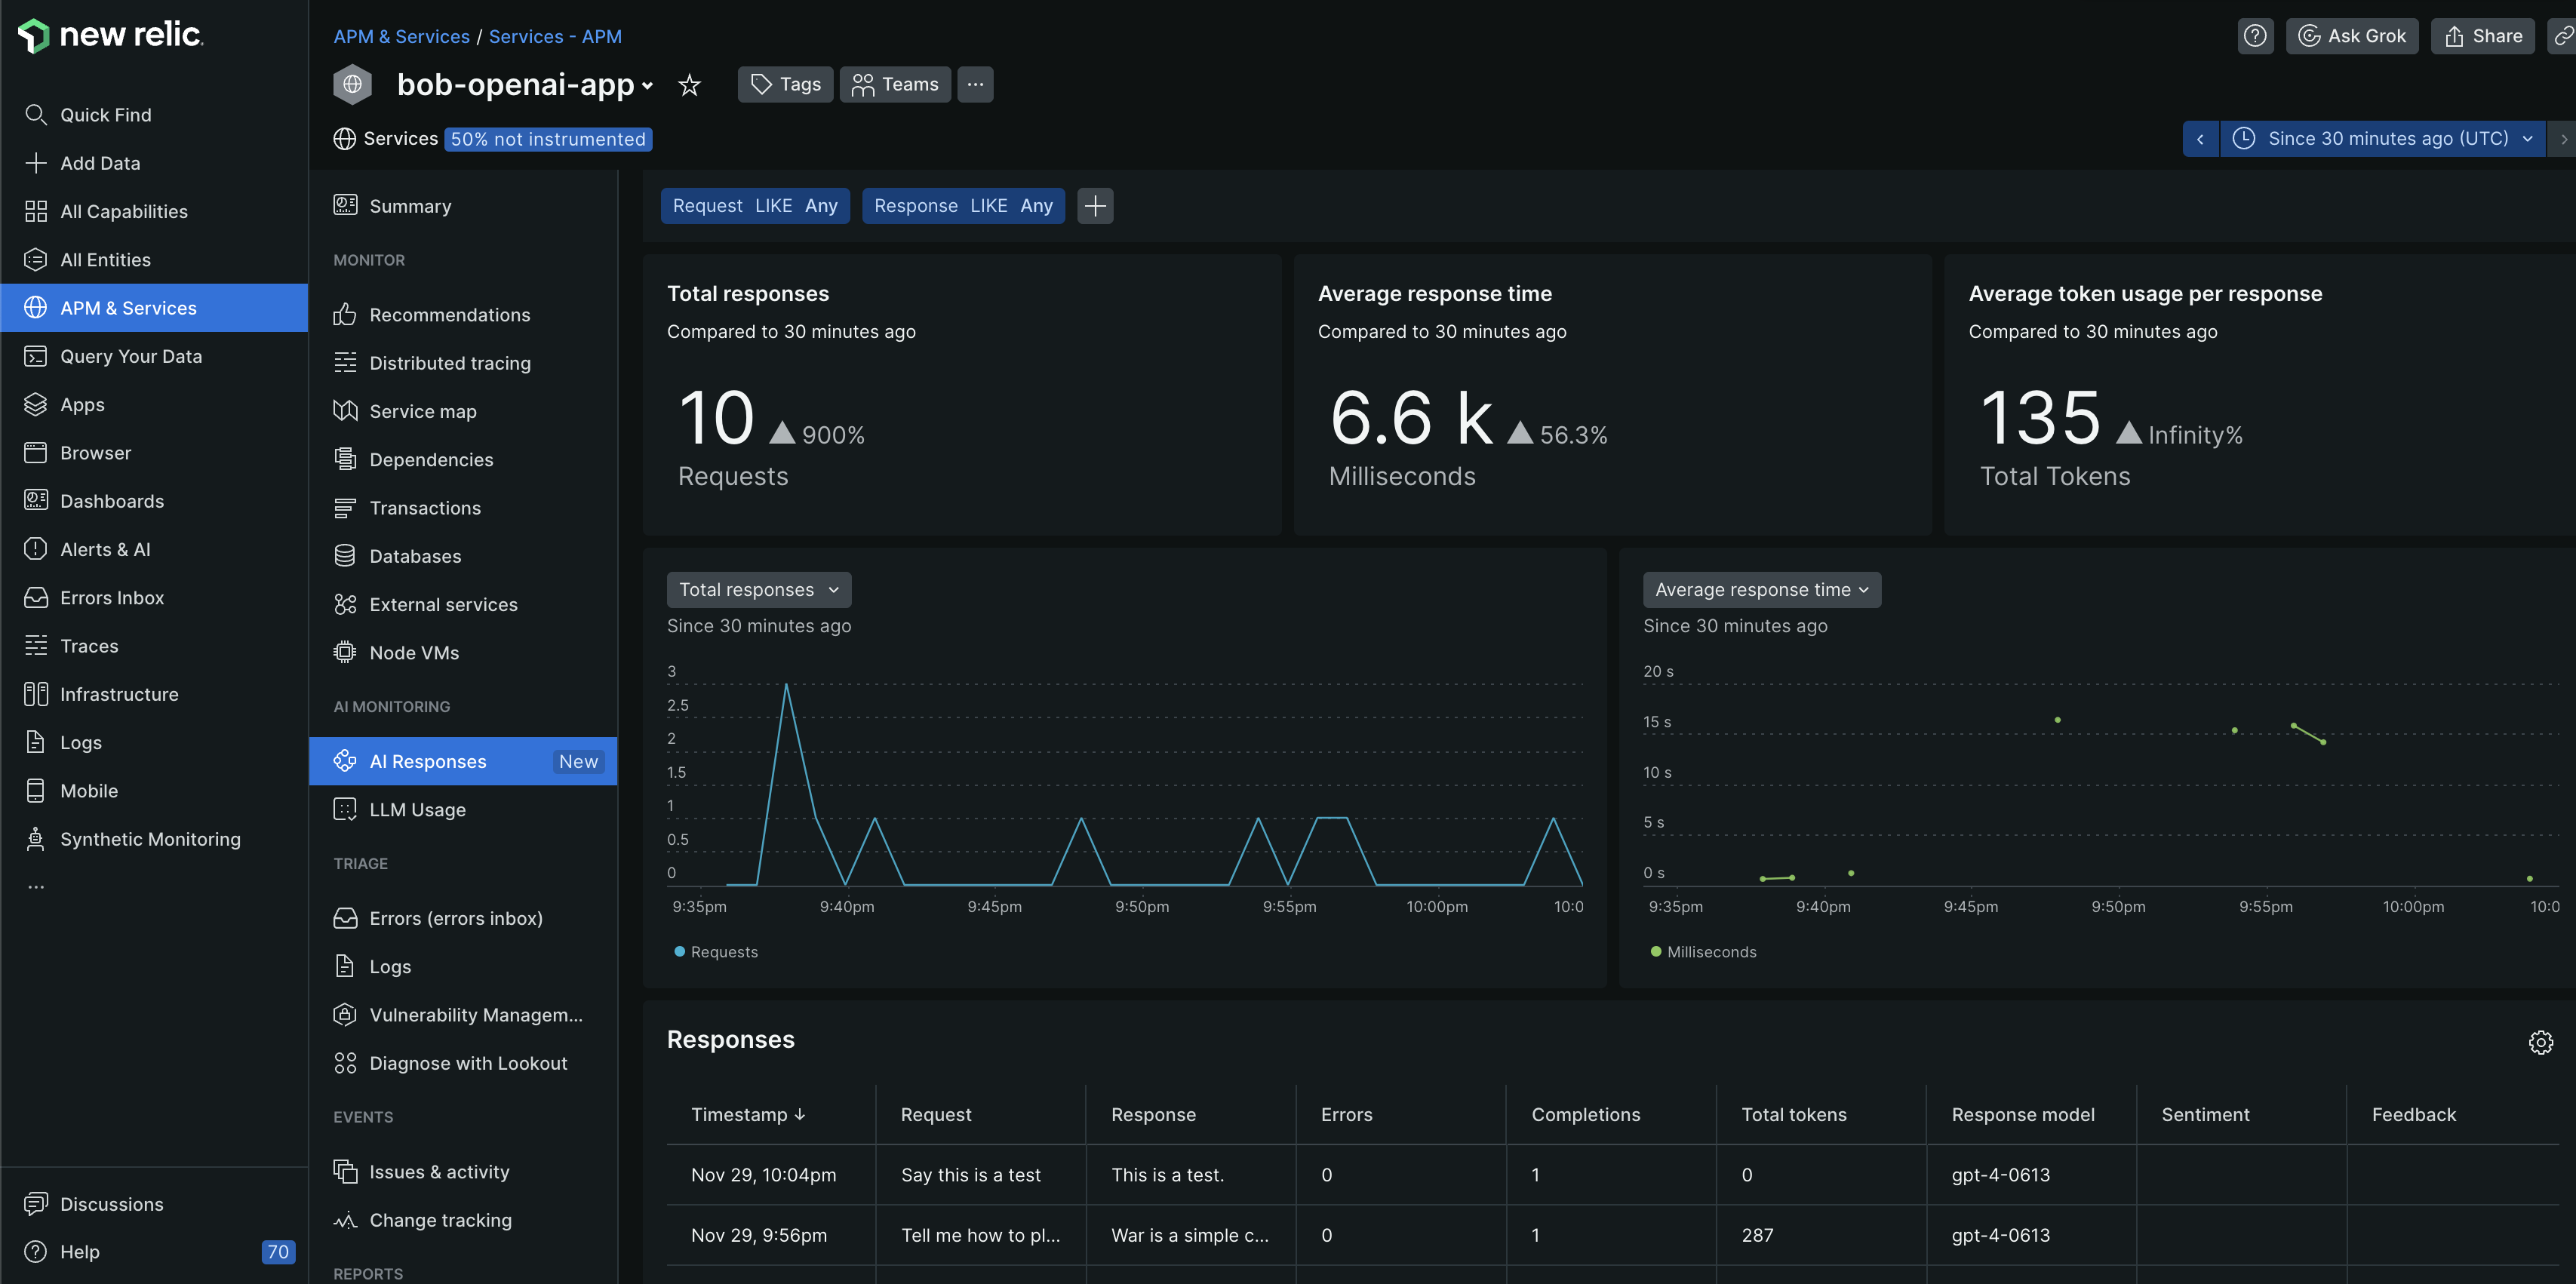 new relic.
Quick Find
Add Data
All Capabilities
All Entities
APM & Services
Query Your Data
Apps
Browser
Dashboards
Alerts & AI
Errors Inbox
Traces
Infrastructure
Logs
Mobile
Synthetic Monitoring
...
Discussions
Help 70
APM & Services / Services - APM
Ask Grok
Share
bob-openai-app
Tags
Teams
...
Services 50% not instrumented
Since 30 minutes ago (UTC)
Summary
MONITOR
Recommendations
Distributed tracing
Service map
Dependencies
Transactions
Databases
External services
Node VMs
AI MONITORING
AI Responses New
LLM Usage
TRIAGE
Errors (errors inbox)
Logs
Vulnerability Managem...
Diagnose with Lookout
EVENTS
Issues & activity
Change tracking
REPORTS
Request LIKE Any
Response LIKE Any
Total responses
Compared to 30 minutes ago
10 900%
Requests
Average response time
Compared to 30 minutes ago
6.6 k 56.3%
Milliseconds
Average token usage per response
Compared to 30 minutes ago
135 Infinity%
Total Tokens
Total responses
Since 30 minutes ago
3
2.5
2
1.5
1
0.5
0
9:35pm 9:40pm 9:45pm 9:50pm 9:55pm 10:00pm 10:0
Requests
Average response time
Since 30 minutes ago
20 s
15 s
10 s
5 s
0 s
9:35pm 9:40pm 9:45pm 9:50pm 9:55pm 10:00pm 10:0
Milliseconds
Responses
Timestamp Request Response Errors Completions Total tokens Response model Sentiment Feedback
Nov 29, 10:04pm Say this is a test This is a test. 0 1 0 gpt-4-0613
Nov 29, 9:56pm Tell me how to pl... War is a simple c... 0 1 287 gpt-4-0613